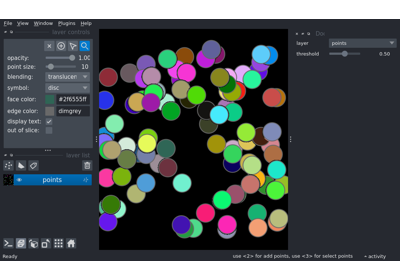 File View Window Plugins Help
layer controls
opacity: 1.00
point size: 10
blending: translucen
symbol: disc
face color: #2f6555ff
edge color: dimgrey
display text:
out of slice:
layer list
points
Do
layer points
threshold 0.50
Ready
use <2> for add points, use <3> for select points
activity